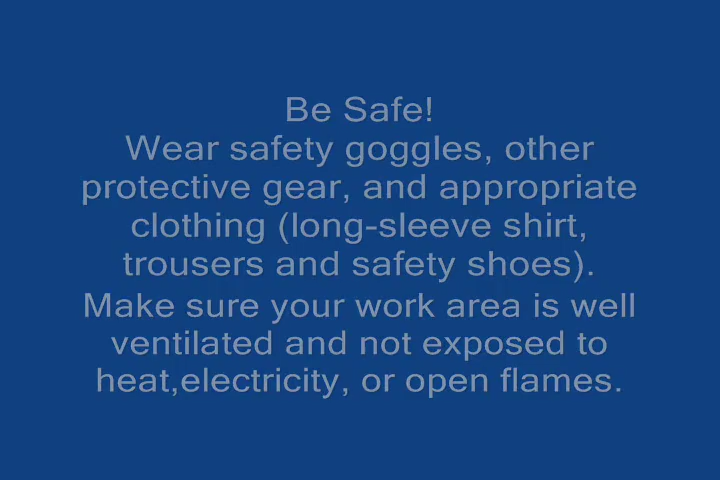 Be Safe!
Wear safety goggles, other
protective gear, and appropriate
clothing (long-sleeve shirt,
trousers and safety shoes).
Make sure your work area is well
ventilated and not exposed to
heat,electricity, or open flames.